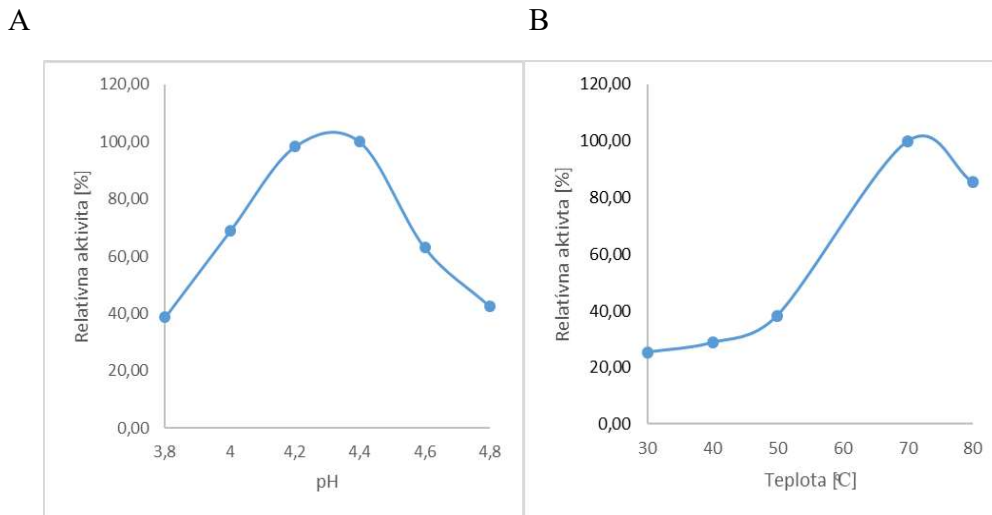 A
B
120,00
100,00
80,00
60,00
40,00
20,00
0,00
Relatívna aktivita [%]
3,8 4 4,2 4,4 4,6 4,8
pH
120,00
100,00
80,00
60,00
40,00
20,00
0,00
Relatívna aktivta [%]
30 40 50 60 70 80
Teplota [°C]